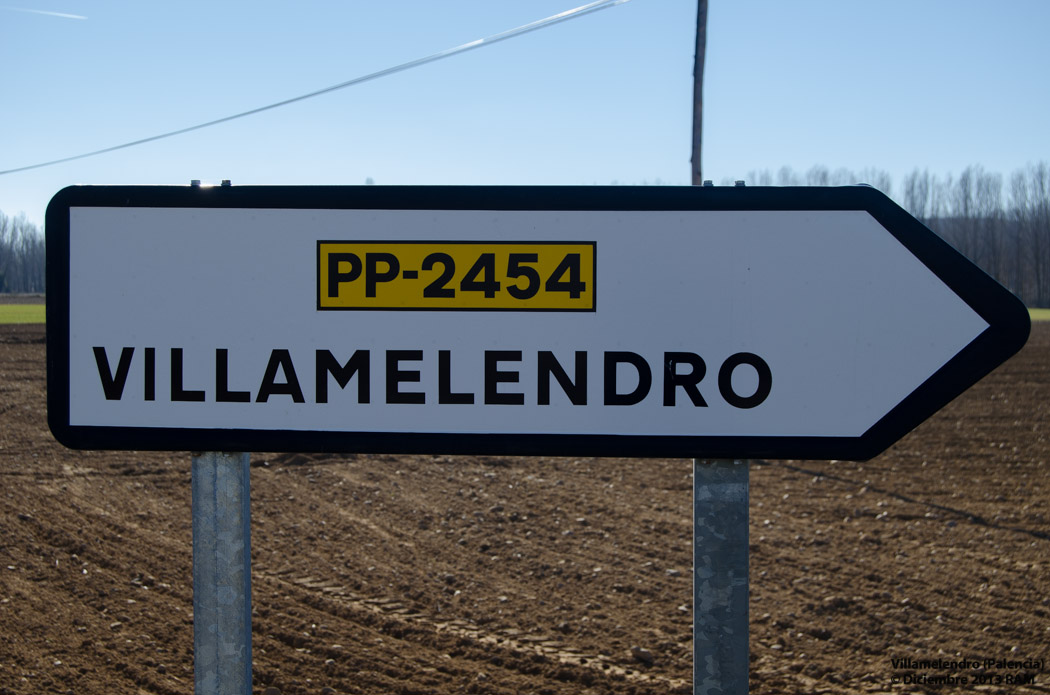 PP-2454
VILLAMELENDRO
Villamelendro (Palencia)
© Diciembre 2013 RAM